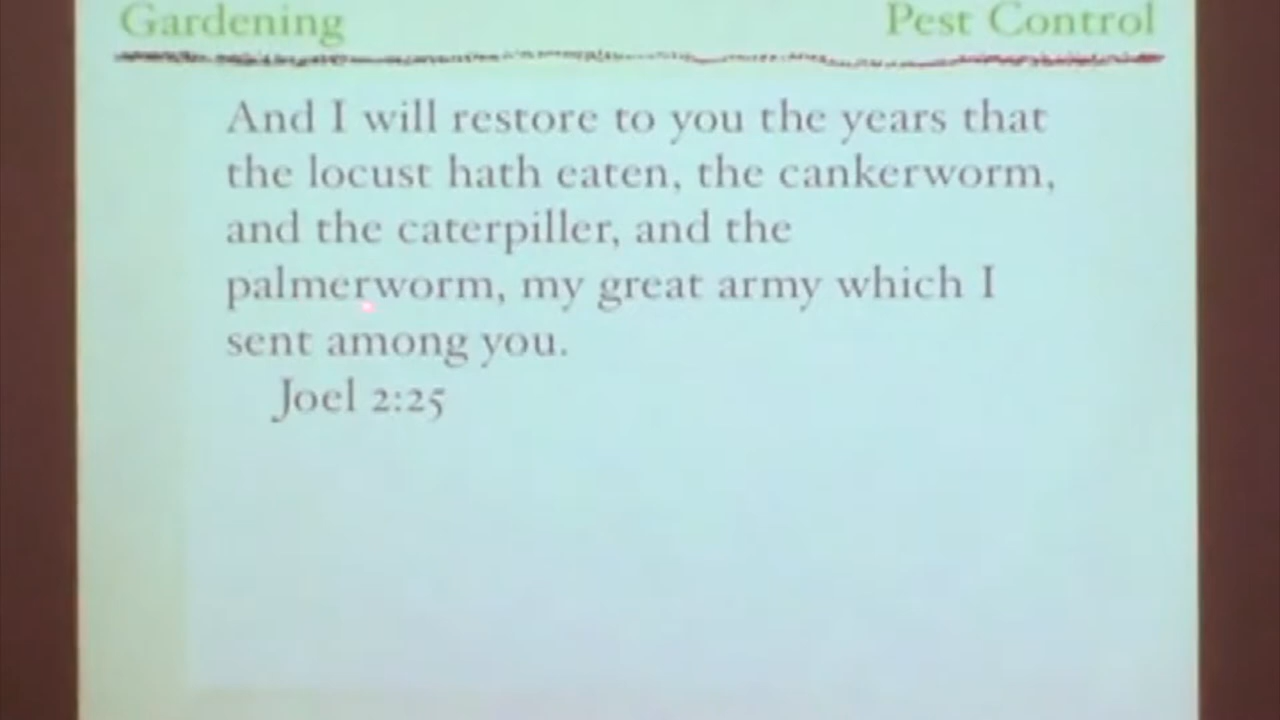 Gardening Pest Control
And I will restore to you the years that
the locust hath eaten, the cankerworm,
and the caterpiller, and the
palmerworm, my great army which I
sent among you.
Joel 2:25